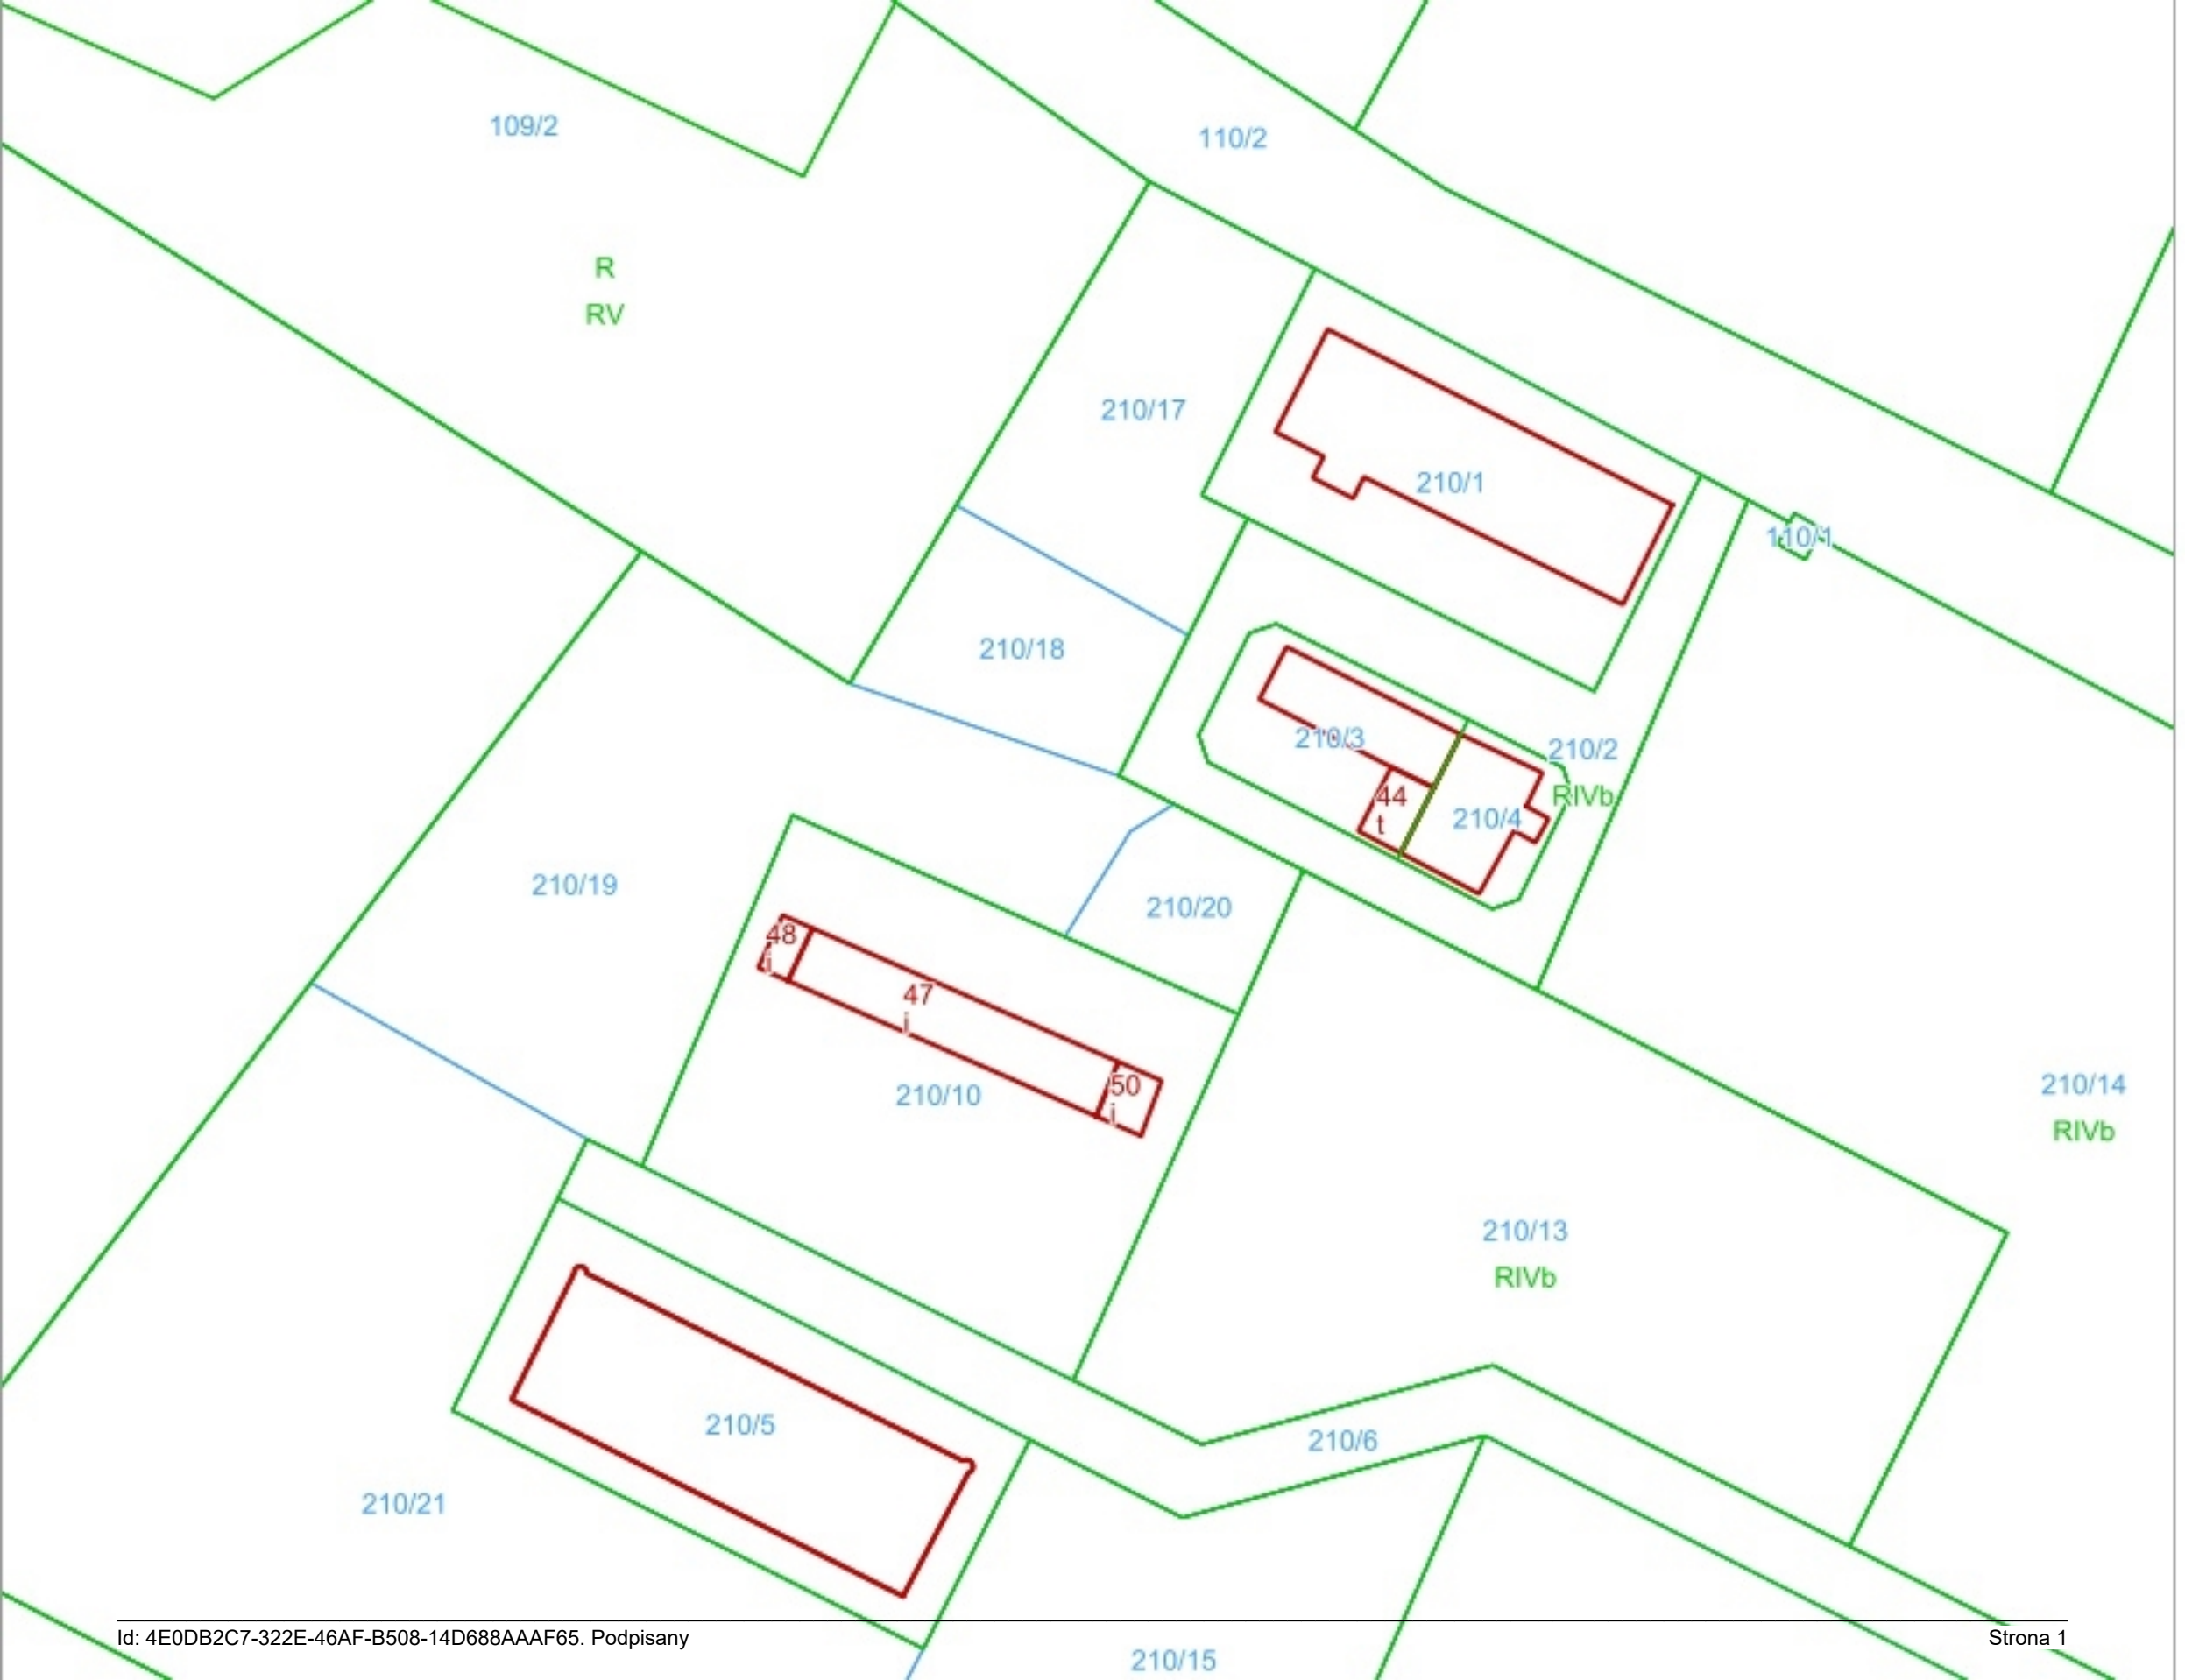 109/2
110/2
R
RV
210/17
210/1
110/1
210/18
210/3
210/2
RIVb
44
t
210/4
210/19
210/20
48
i
47
i
50
i
210/10
210/14
RIVb
210/13
RIVb
210/5
210/6
210/21
Id: 4E0DB2C7-322E-46AF-B508-14D688AAAF65. Podpisany
Strona 1
210/15